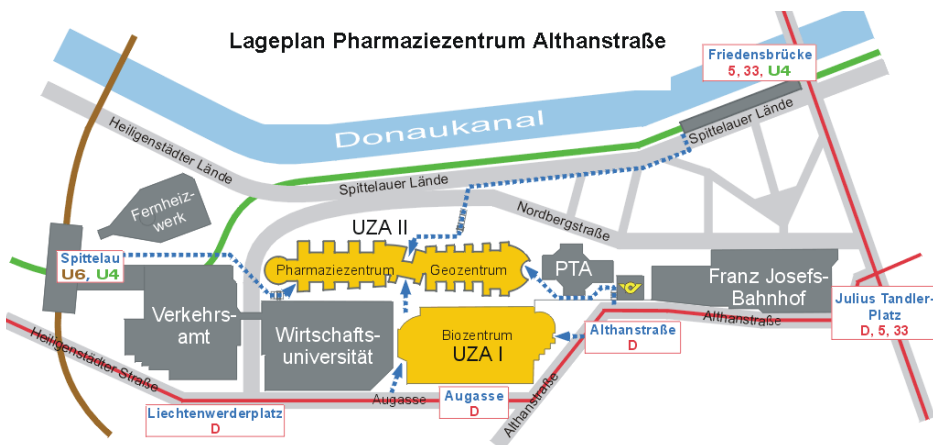 Lageplan Pharmaziezentrum Althanstraße
Friedensbrücke
5, 33, U4
Donaukanal
Heiligenstädter
Lände
Spittelauer Lände
Spittelauer Lände
Nordbergstraße
Fernheiz-
werk
UZA II
Spittelau
U6, U4
Pharmaziezentrum
Geozentrum
PTA
Franz Josefs-
Bahnhof
Verkehrs-
amt
Wirtschafts-
universität
Biozentrum
UZA I
Althanstraße
D
Althanstraße
Julius Tandler-
Platz
D, 5, 33
Heiligenstädter Straße
Liechtenwerderplatz
D
Augasse
Augasse
D
Althanstraße